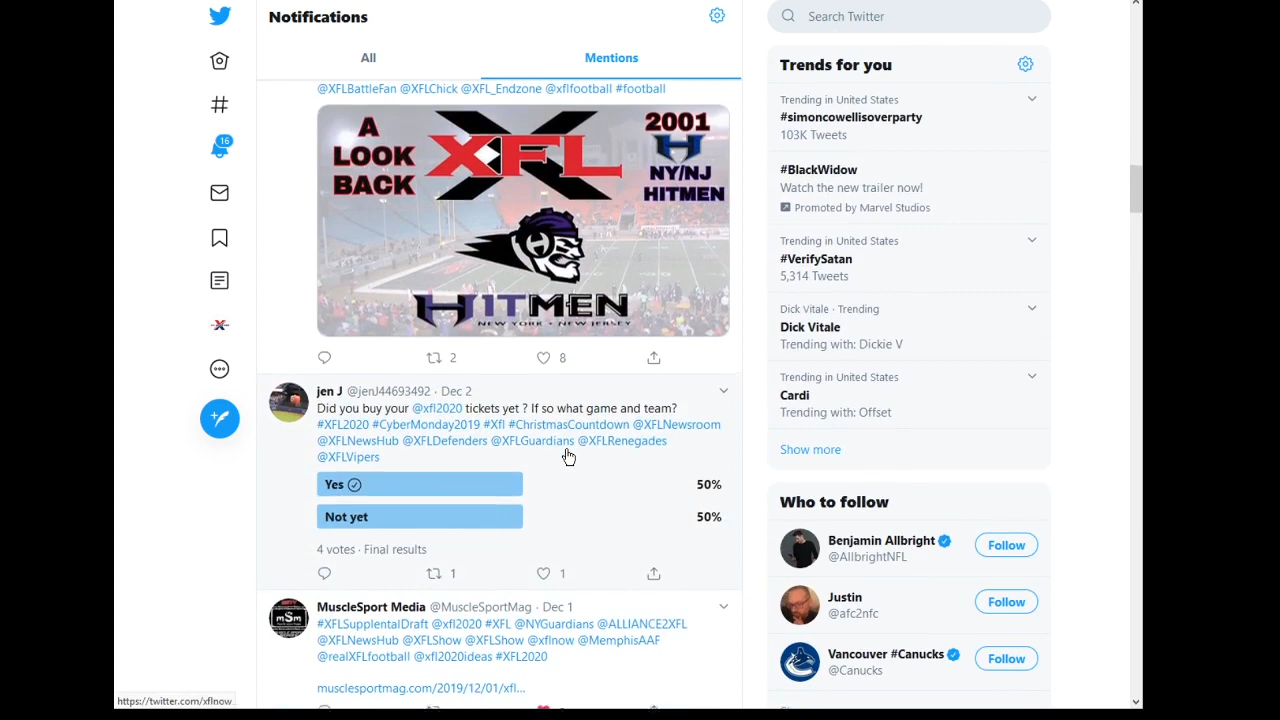 Notifications
Search Twitter
All
Mentions
@XFLBattleFan @XFLChick @XFL_Endzone @xflfootball #football
A LOOK BACK
XFL
2001
H
NY/NJ
HITMEN
HITMEN
NEW YORK • NEW JERSEY
2
8
16
jen J @jenJ44693492 · Dec 2
Did you buy your @xfl2020 tickets yet ? If so what game and team?
#XFL2020 #CyberMonday2019 #Xfl #ChristmasCountdown @XFLNewsroom
@XFLNewsHub @XFLDefenders @XFLGuardians @XFLRenegades
@XFLVipers
Yes
50%
Not yet
50%
4 votes · Final results
1
1
MuscleSport Media @MuscleSportMag · Dec 1
#XFLSupplentalDraft @xfl2020 #XFL @NYGuardians @ALLIANCE2XFL
@XFLNewsHub @XFLShow @XFLShow @xflnow @MemphisAAF
@realXFLfootball @xfl2020ideas #XFL2020
musclesportmag.com/2019/12/01/xfl...
mSm
https://twitter.com/xflnow
Trends for you
Trending in United States
#simoncowellisoverparty
103K Tweets
#BlackWidow
Watch the new trailer now!
Promoted by Marvel Studios
Trending in United States
#VerifySatan
5,314 Tweets
Dick Vitale · Trending
Dick Vitale
Trending with: Dickie V
Trending in United States
Cardi
Trending with: Offset
Show more
Who to follow
Benjamin Allbright
@AllbrightNFL
Follow
Justin
@afc2nfc
Follow
Vancouver #Canucks
@Canucks
Follow